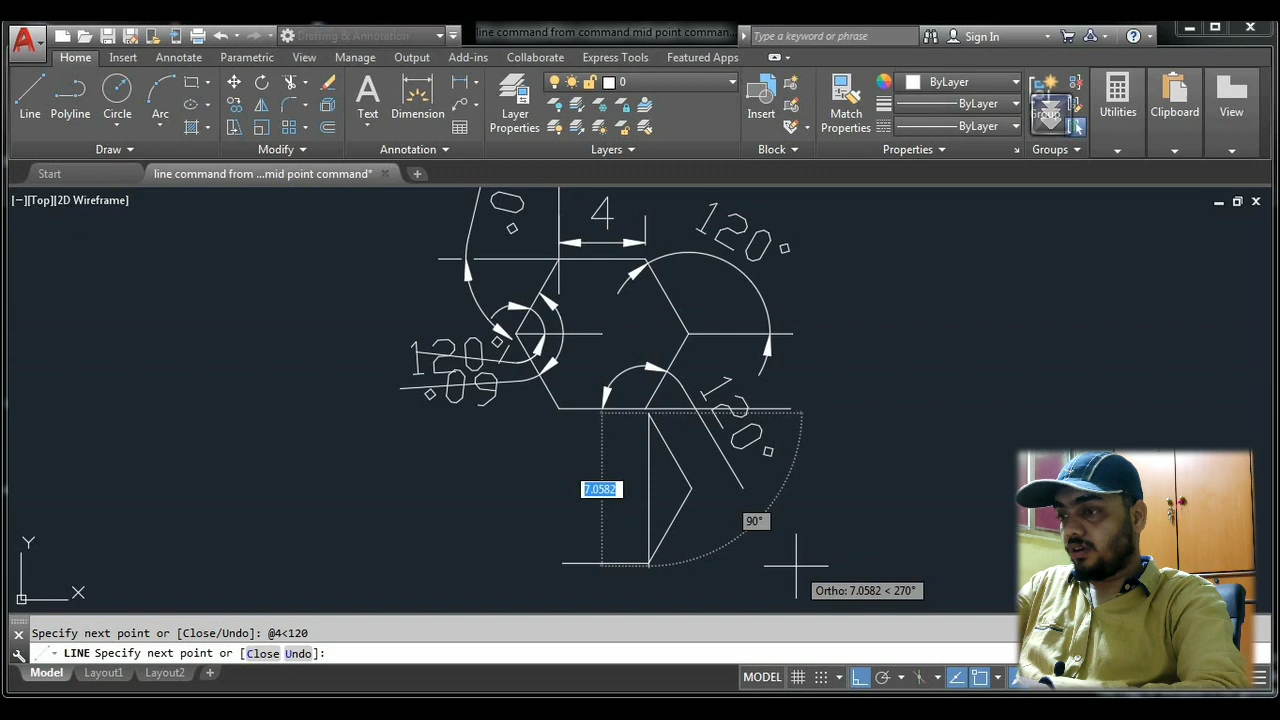 Drafting & Annotation
line command from command mid point comman...
Type a keyword or phrase
Sign In
Home Insert Annotate Parametric View Manage Output Add-ins Collaborate Express Tools Featured Apps
0
ByLayer
ByLayer
ByLayer
Line Polyline Circle Arc Text Dimension Layer Properties Insert Match Properties Group Utilities Clipboard View
Draw Modify Annotation Layers Block Properties Groups
Start line command from ...mid point command*
[−][Top][2D Wireframe]
4
120°
120°
60°
120°
7.0582
90°
Ortho: 7.0582 < 270°
Y
X
Specify next point or [Close/Undo]: @4<120
LINE Specify next point or [Close Undo]:
Model Layout1 Layout2
MODEL